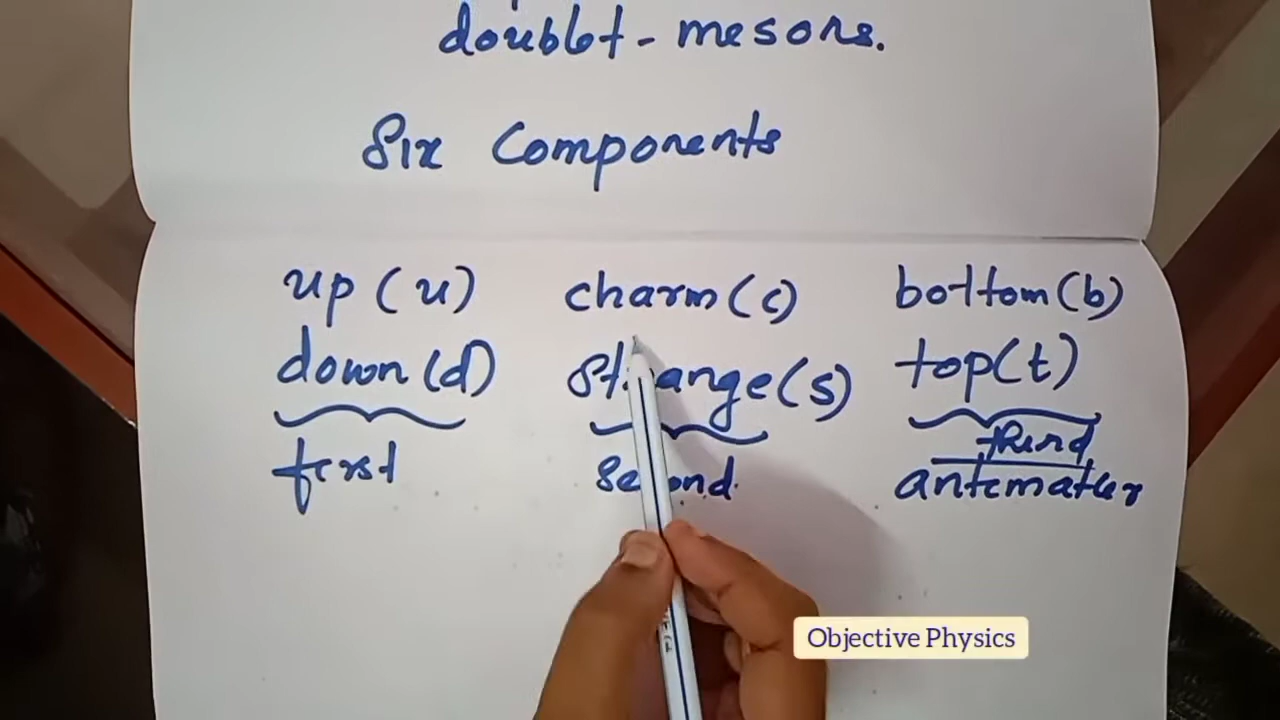 doublet - mesons.
Six Components
up (u) charm (c) bottom (b)
down (d) strange (s) top (t)
first second third
antimatter
Objective Physics